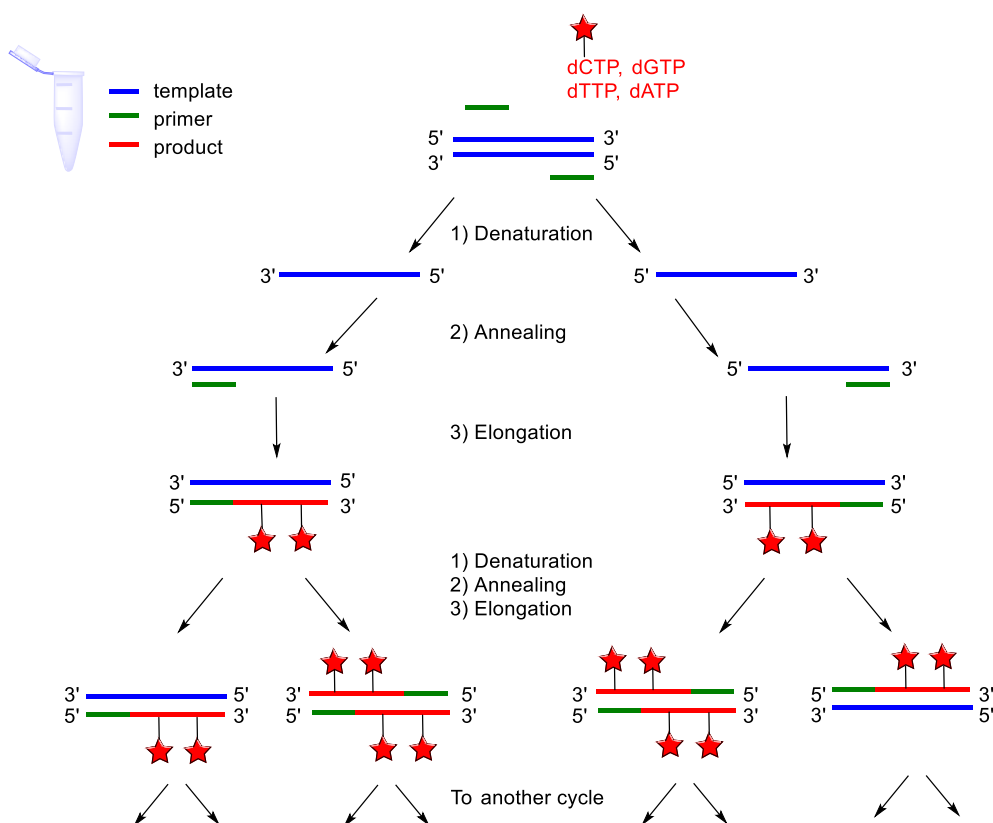 dCTP, dGTP
dTTP, dATP
template
primer
product
5' 3'
3' 5'
1) Denaturation
3' 5' 5' 3'
2) Annealing
3' 5' 5' 3'
3) Elongation
3' 5' 5' 3'
5' 3' 3' 5'
1) Denaturation
2) Annealing
3) Elongation
3' 5' 3' 5' 3' 5' 5' 3'
5' 3' 5' 3' 5' 3' 3' 5'
To another cycle